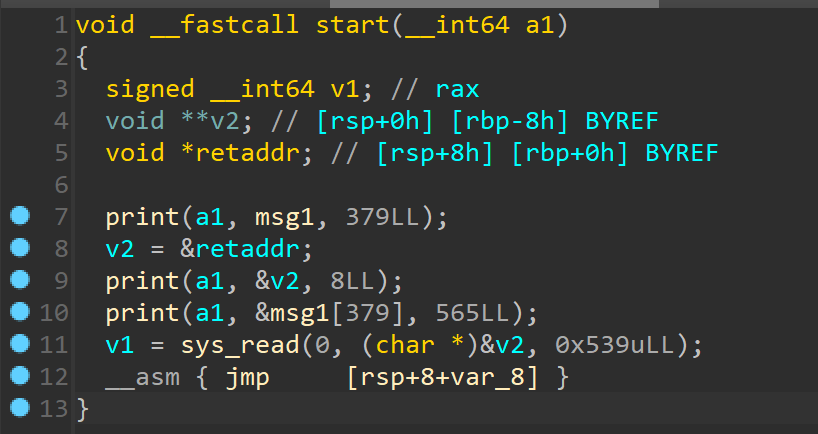 1 void __fastcall start(__int64 a1)
2 {
3   signed __int64 v1; // rax
4   void **v2; // [rsp+0h] [rbp-8h] BYREF
5   void *retaddr; // [rsp+8h] [rbp+0h] BYREF
6
7   print(a1, msg1, 379LL);
8   v2 = &retaddr;
9   print(a1, &v2, 8LL);
10   print(a1, &msg1[379], 565LL);
11   v1 = sys_read(0, (char *)&v2, 0x539uLL);
12   __asm { jmp     [rsp+8+var_8] }
13 }